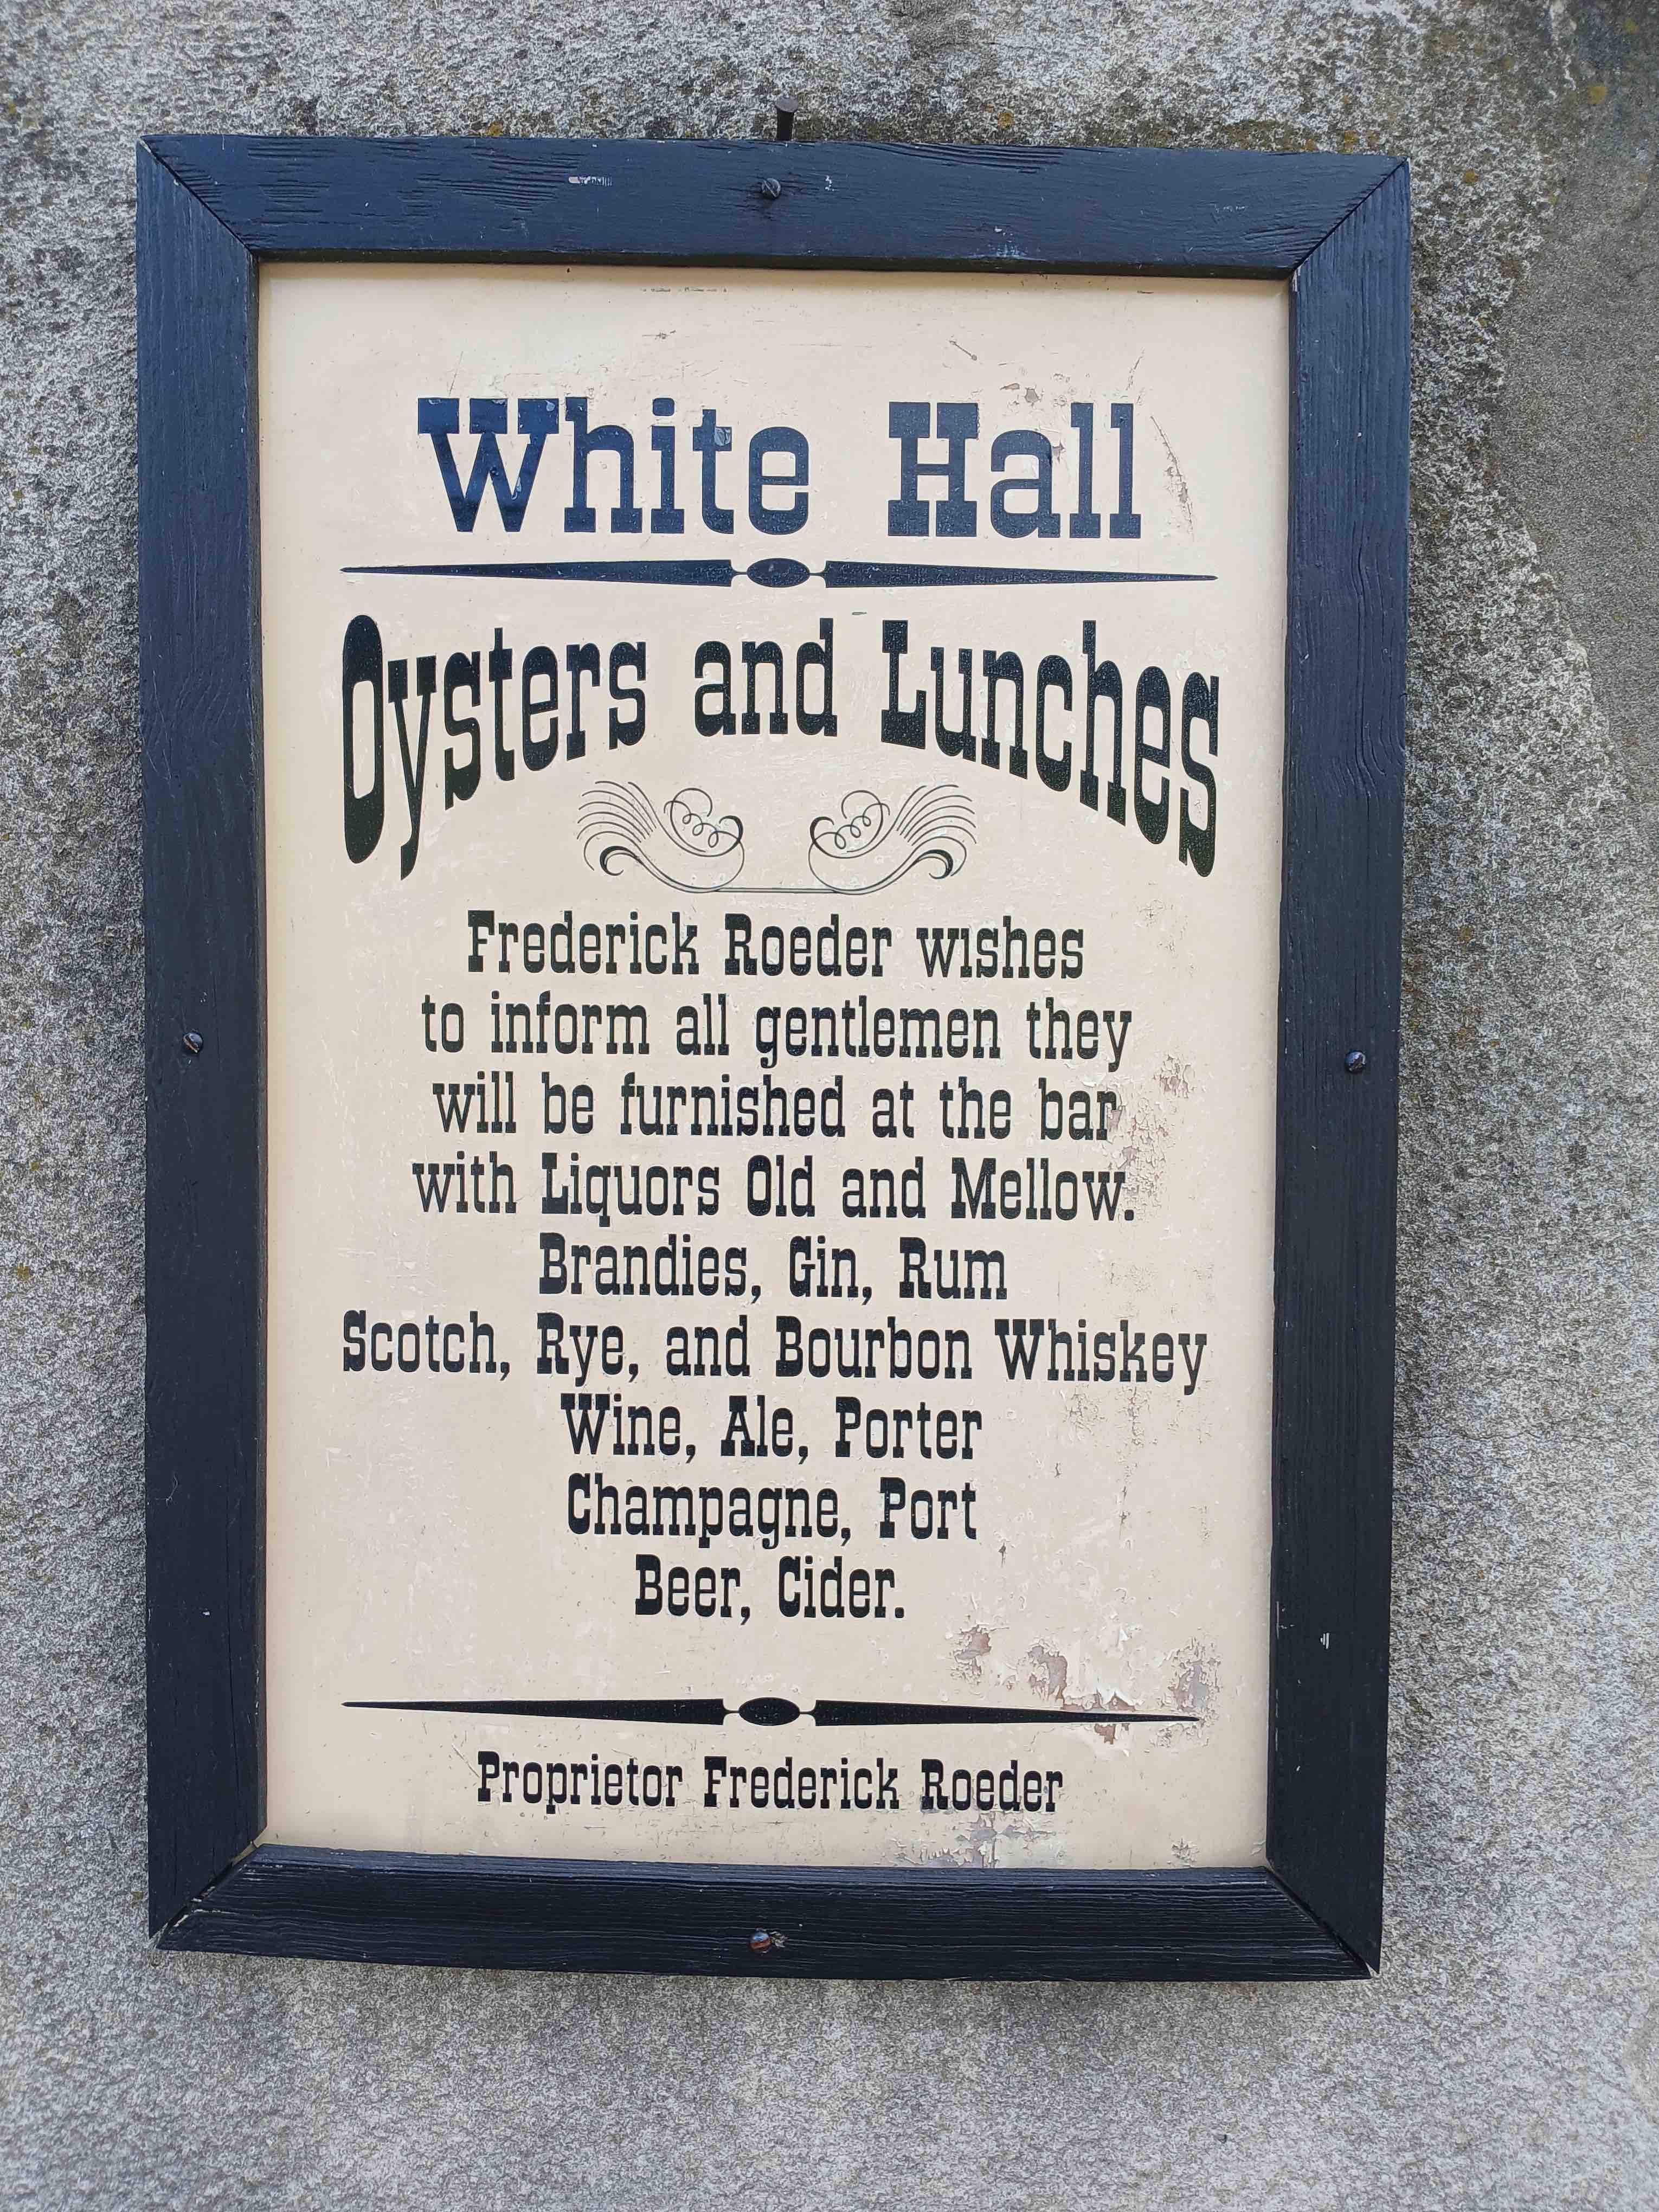 White Hall
Oysters and Lunches
Frederick Roeder wishes
to inform all gentlemen they
will be furnished at the bar
with Liquors Old and Mellow.
Brandies, Gin, Rum
Scotch, Rye, and Bourbon Whiskey
Wine, Ale, Porter
Champagne, Port
Beer, Cider.
Proprietor Frederick Roeder